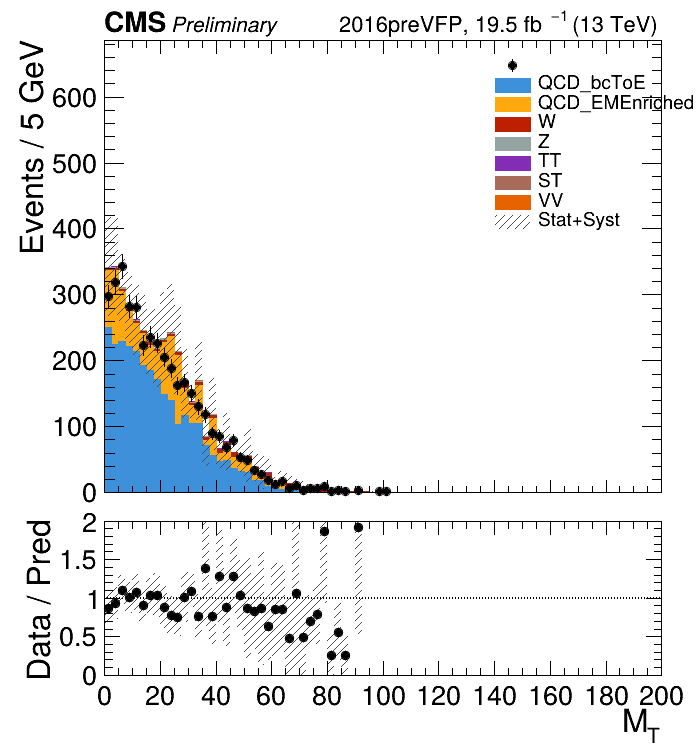 CMS Preliminary 2016preVFP, 19.5 fb⁻¹ (13 TeV)
Events / 5 GeV
600
500
400
300
200
100
0
QCD_bcToE
QCD_EMEnriched
W
Z
TT
ST
VV
Stat+Syst
Data / Pred
2
1.5
1
0.5
0
0 20 40 60 80 100 120 140 160 180 200
M_T